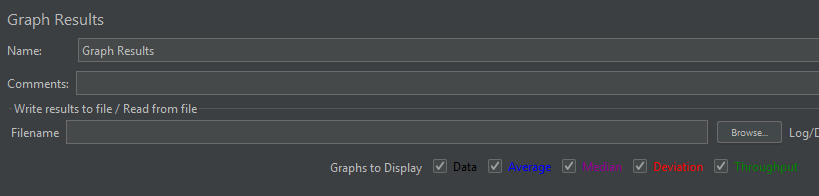 Graph Results
Name: Graph Results
Comments:
Write results to file / Read from file
Filename Browse... Log/D
Graphs to Display Data Average Median Deviation Throughput